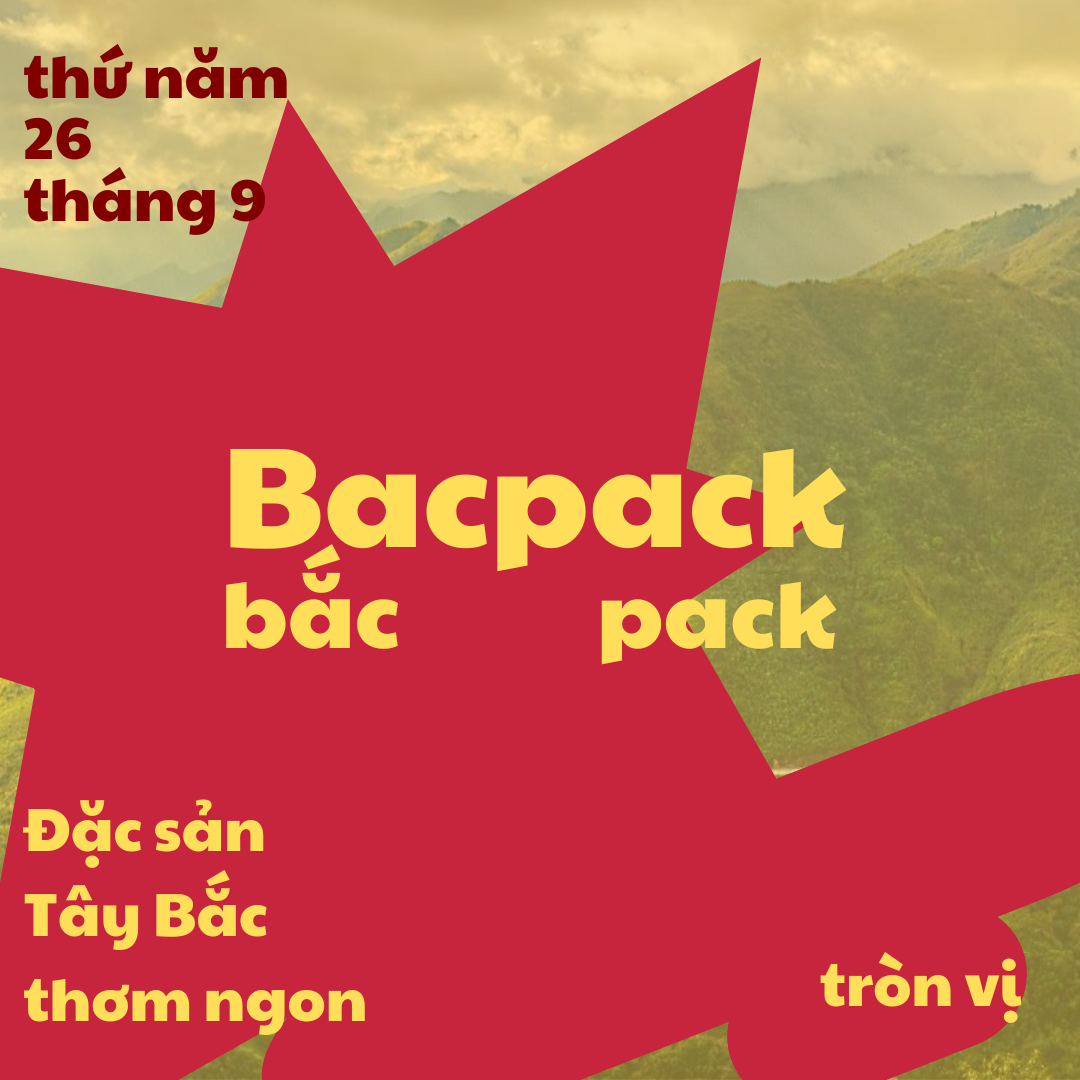 thứ năm
26
tháng 9
Bacpack
bắc pack
Đặc sản
Tây Bắc
thơm ngon
tròn vị